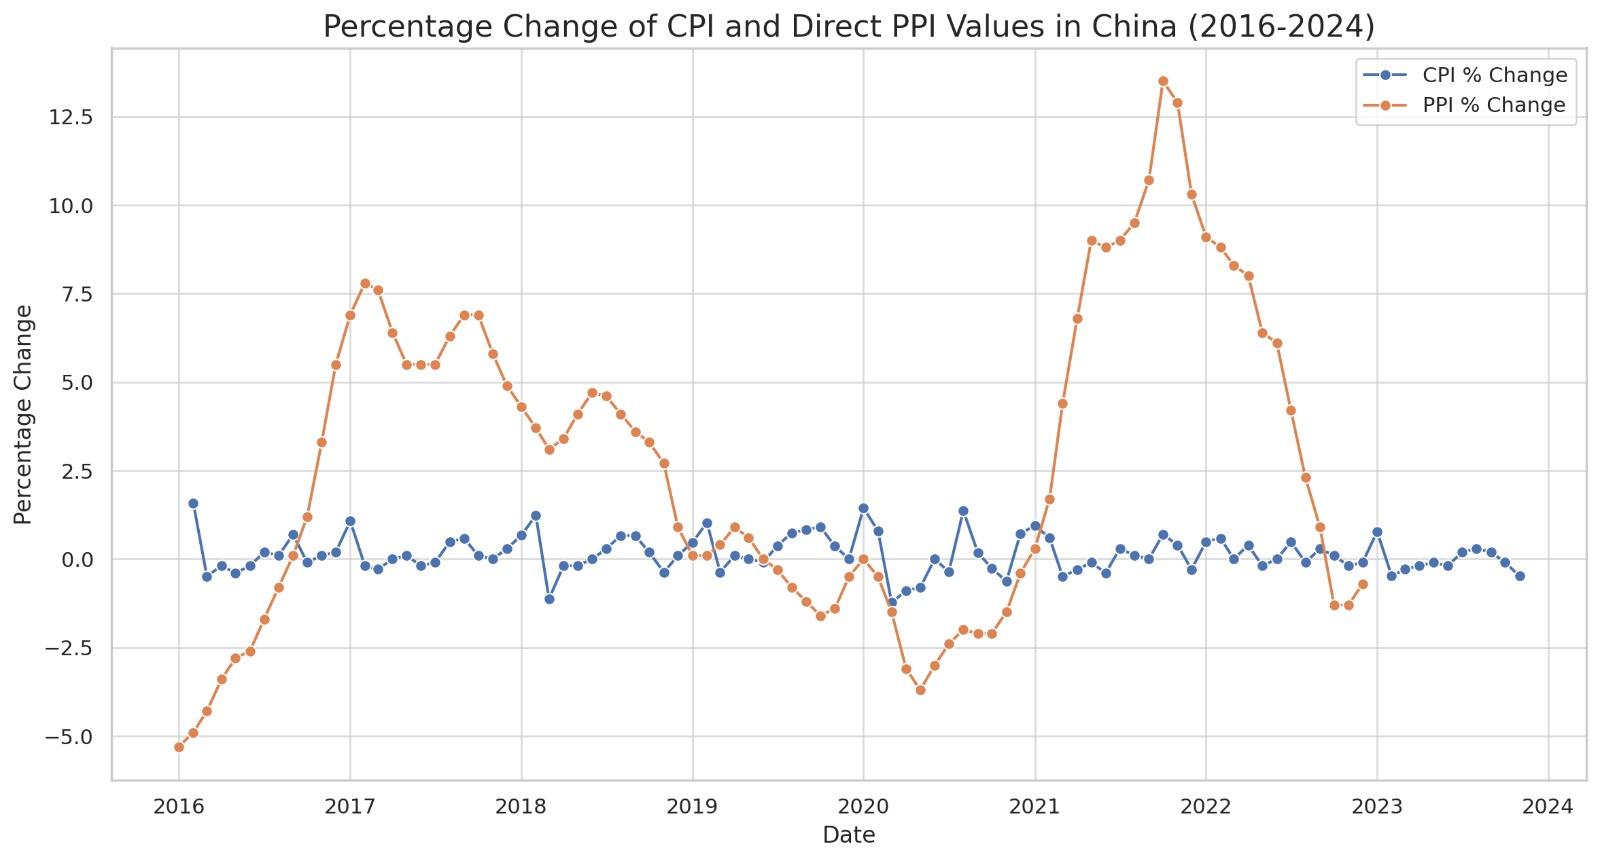 Percentage Change of CPI and Direct PPI Values in China (2016-2024)
CPI % Change
PPI % Change
12.5
10.0
7.5
5.0
2.5
0.0
−2.5
−5.0
Percentage Change
2016 2017 2018 2019 2020 2021 2022 2023 2024
Date